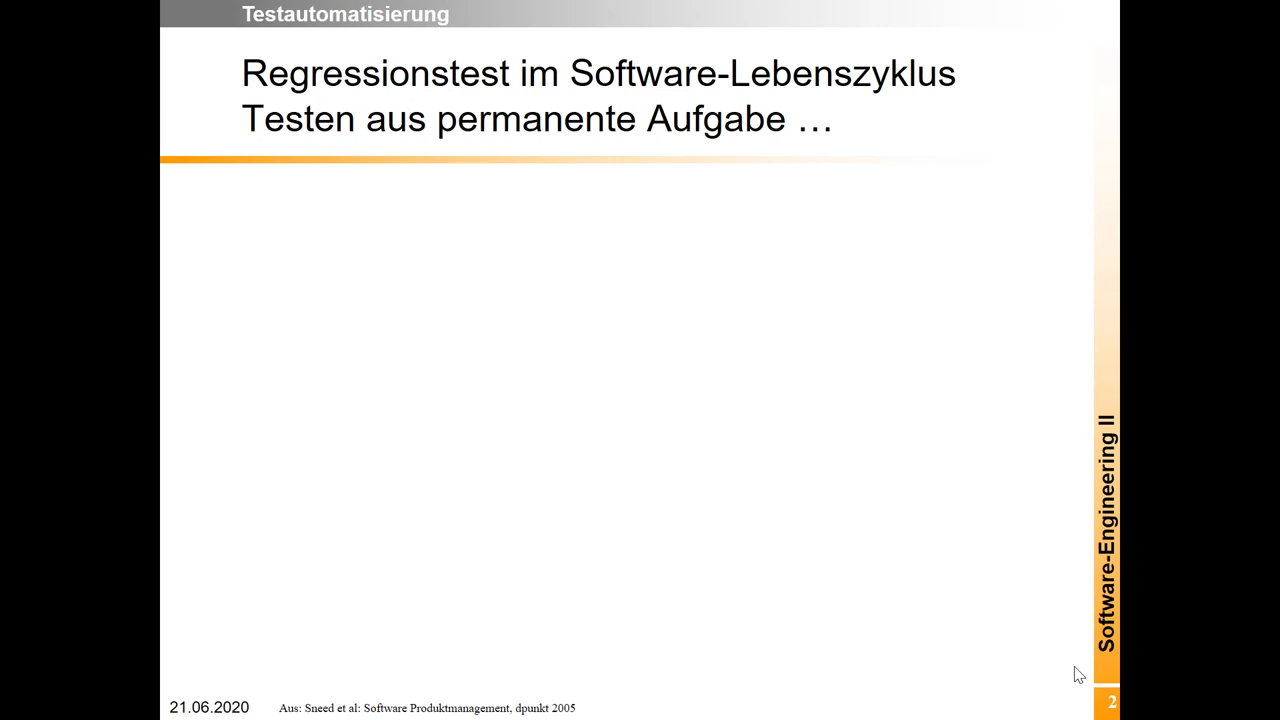 Testautomatisierung
Regressionstest im Software-Lebenszyklus
Testen aus permanente Aufgabe …
Software-Engineering II
21.06.2020
Aus: Sneed et al: Software Produktmanagement, dpunkt 2005
2